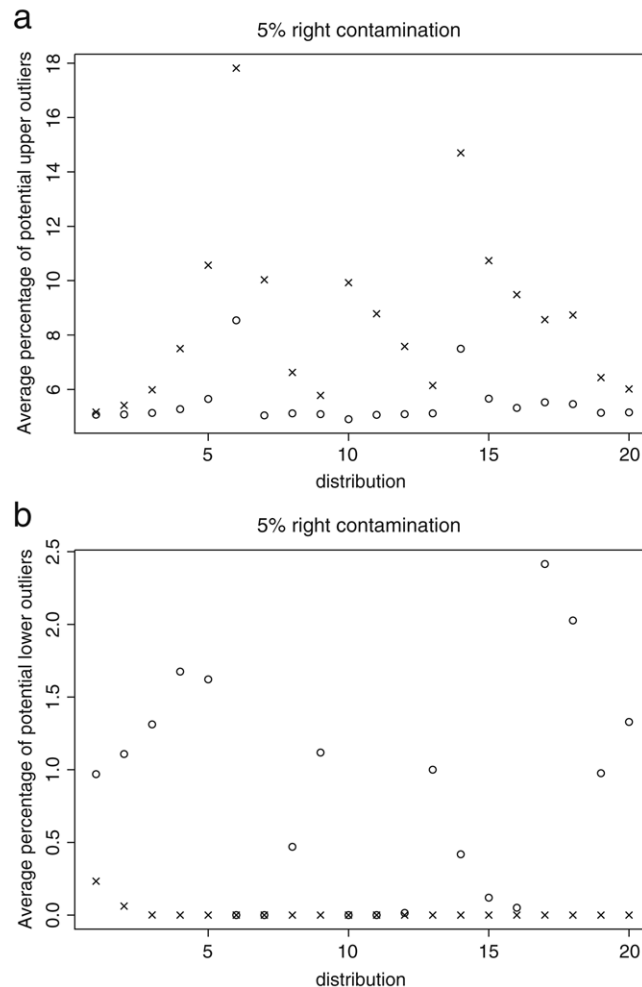 a
5% right contamination
Average percentage of potential upper outliers
18
16
14
12
10
8
6
5
10
15
20
distribution
b
5% right contamination
Average percentage of potential lower outliers
2.5
2.0
1.5
1.0
0.5
0.0
5
10
15
20
distribution